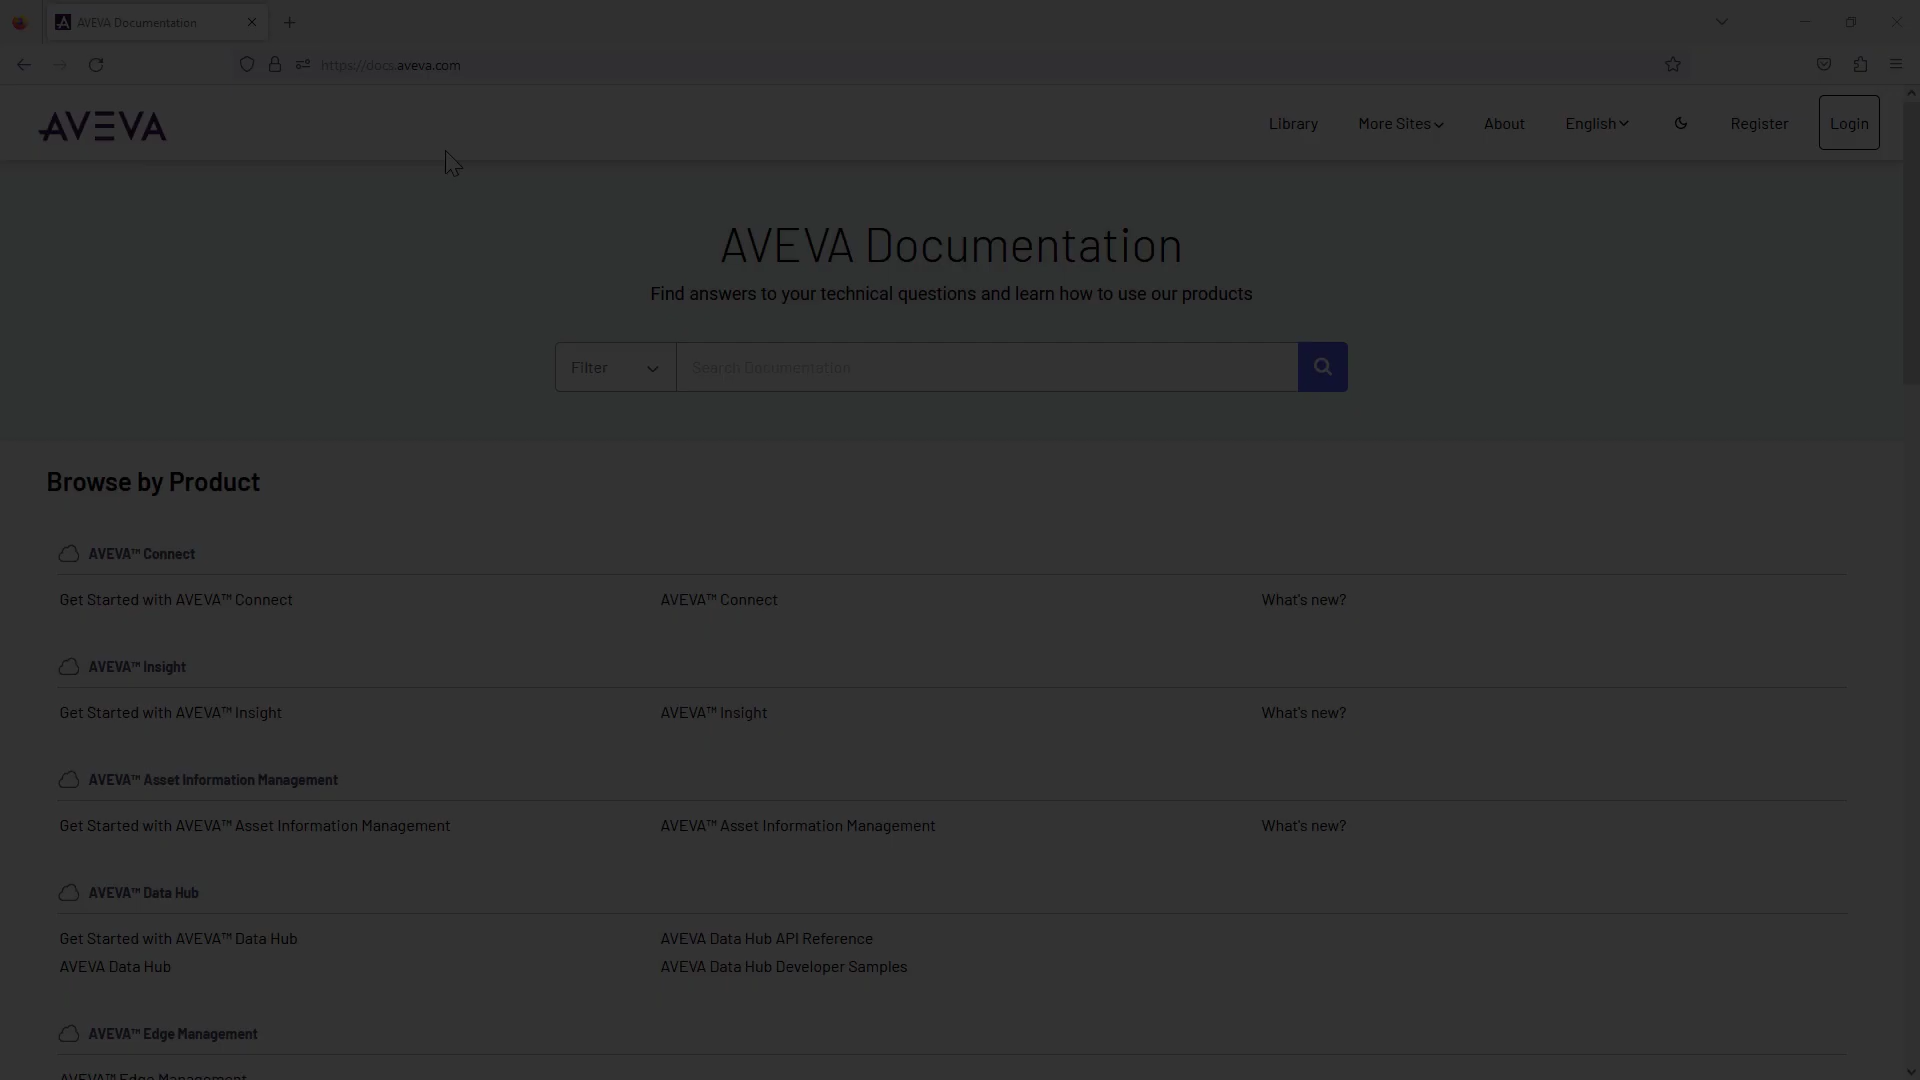 AVEVA Documentation
https://docs.aveva.com
AVEVA
Library
More Sites
About
English
Register
Login
AVEVA Documentation
Find answers to your technical questions and learn how to use our products
Filter
Search Documentation
Browse by Product
AVEVA™ Connect
Get Started with AVEVA™ Connect
AVEVA™ Connect
What's new?
AVEVA™ Insight
Get Started with AVEVA™ Insight
AVEVA™ Insight
What's new?
AVEVA™ Asset Information Management
Get Started with AVEVA™ Asset Information Management
AVEVA™ Asset Information Management
What's new?
AVEVA™ Data Hub
Get Started with AVEVA™ Data Hub
AVEVA Data Hub API Reference
AVEVA Data Hub
AVEVA Data Hub Developer Samples
AVEVA™ Edge Management
AVEVA™ Edge Management